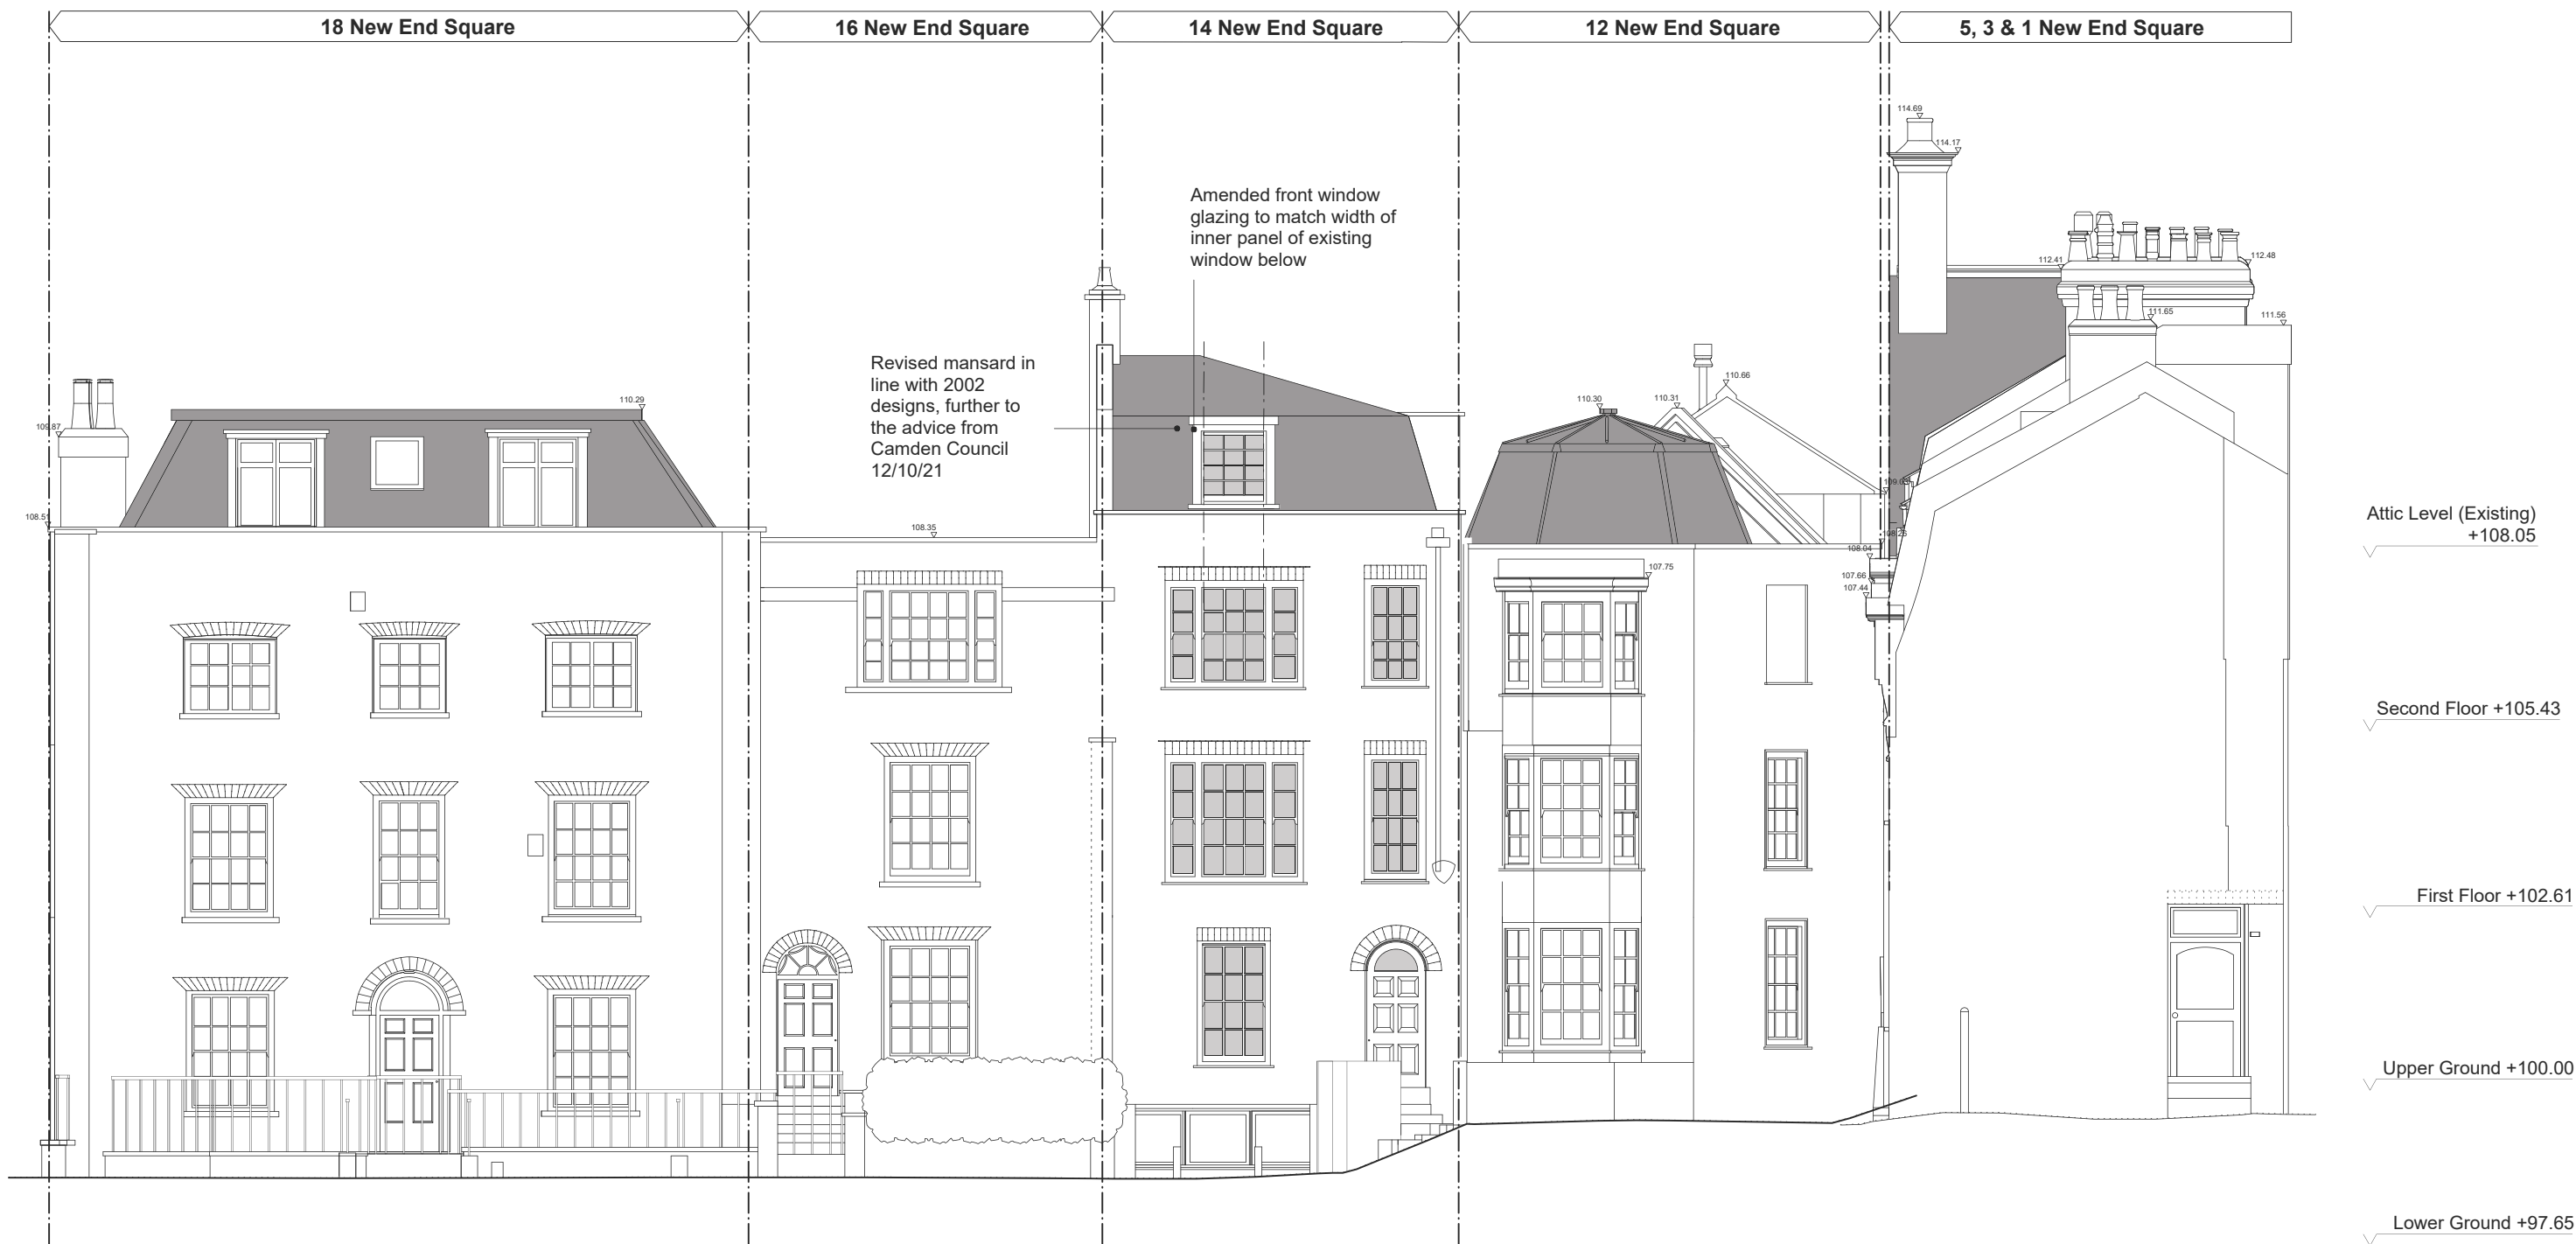 18 New End Square
16 New End Square
14 New End Square
12 New End Square
5, 3 & 1 New End Square
114.69
114.17
Amended front window
glazing to match width of
inner panel of existing
window below
112.41
112.48
111.65
111.56
Revised mansard in
line with 2002
designs, further to
the advice from
Camden Council
12/10/21
110.29
109.87
110.66
110.30
110.31
108.51
108.35
108.04
107.75
107.66
107.44
Attic Level (Existing)
+108.05
Second Floor +105.43
First Floor +102.61
Upper Ground +100.00
Lower Ground +97.65